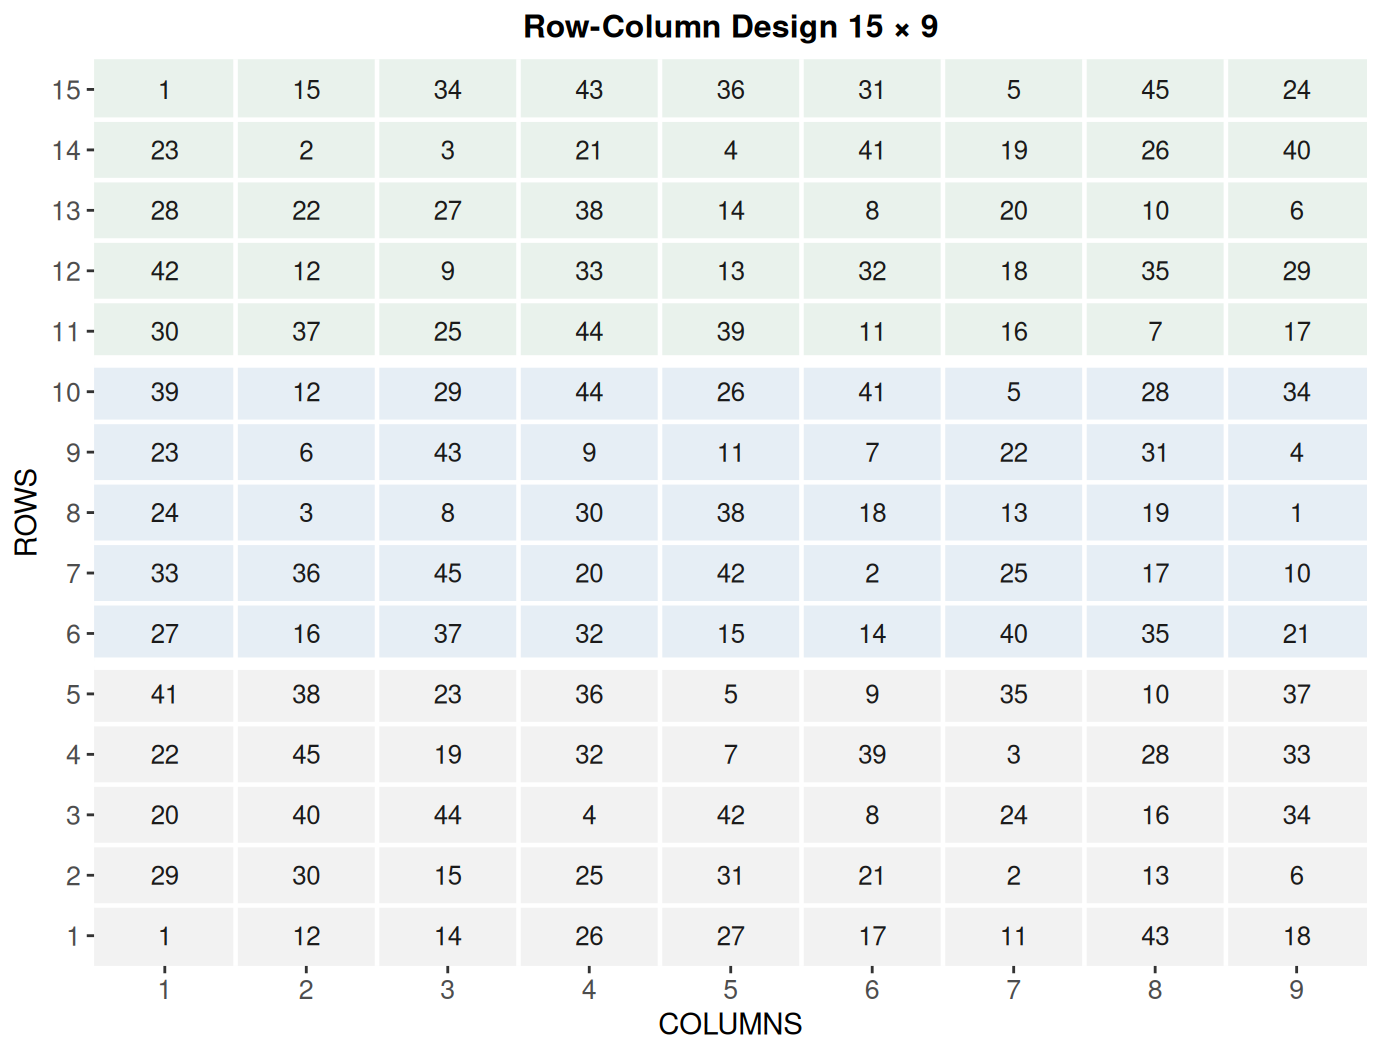 Row-Column Design 15 × 9
15 1 15 34 43 36 31 5 45 24
14 23 2 3 21 4 41 19 26 40
13 28 22 27 38 14 8 20 10 6
12 42 12 9 33 13 32 18 35 29
11 30 37 25 44 39 11 16 7 17
10 39 12 29 44 26 41 5 28 34
9 23 6 43 9 11 7 22 31 4
8 24 3 8 30 38 18 13 19 1
7 33 36 45 20 42 2 25 17 10
6 27 16 37 32 15 14 40 35 21
5 41 38 23 36 5 9 35 10 37
4 22 45 19 32 7 39 3 28 33
3 20 40 44 4 42 8 24 16 34
2 29 30 15 25 31 21 2 13 6
1 1 12 14 26 27 17 11 43 18
1 2 3 4 5 6 7 8 9
COLUMNS
ROWS